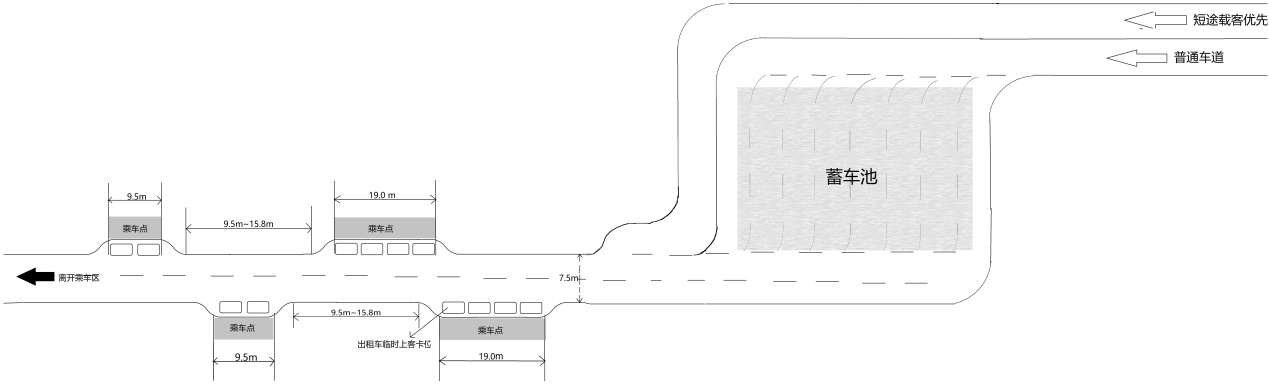 短途载客优先
普通车道
蓄车池
9.5m
19.0 m
9.5m~15.8m
乘车点
乘车点
离开乘车区
7.5m
9.5m~15.8m
乘车点
乘车点
出租车临时上客卡位
9.5m
19.0m